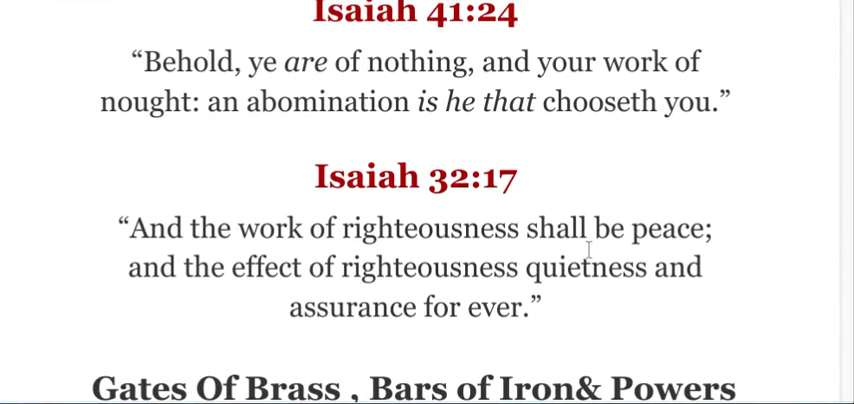 Isaiah 41:24
“Behold, ye are of nothing, and your work of
nought: an abomination is he that chooseth you.”
Isaiah 32:17
“And the work of righteousness shall be peace;
and the effect of righteousness quietness and
assurance for ever.”
Gates Of Brass , Bars of Iron& Powers